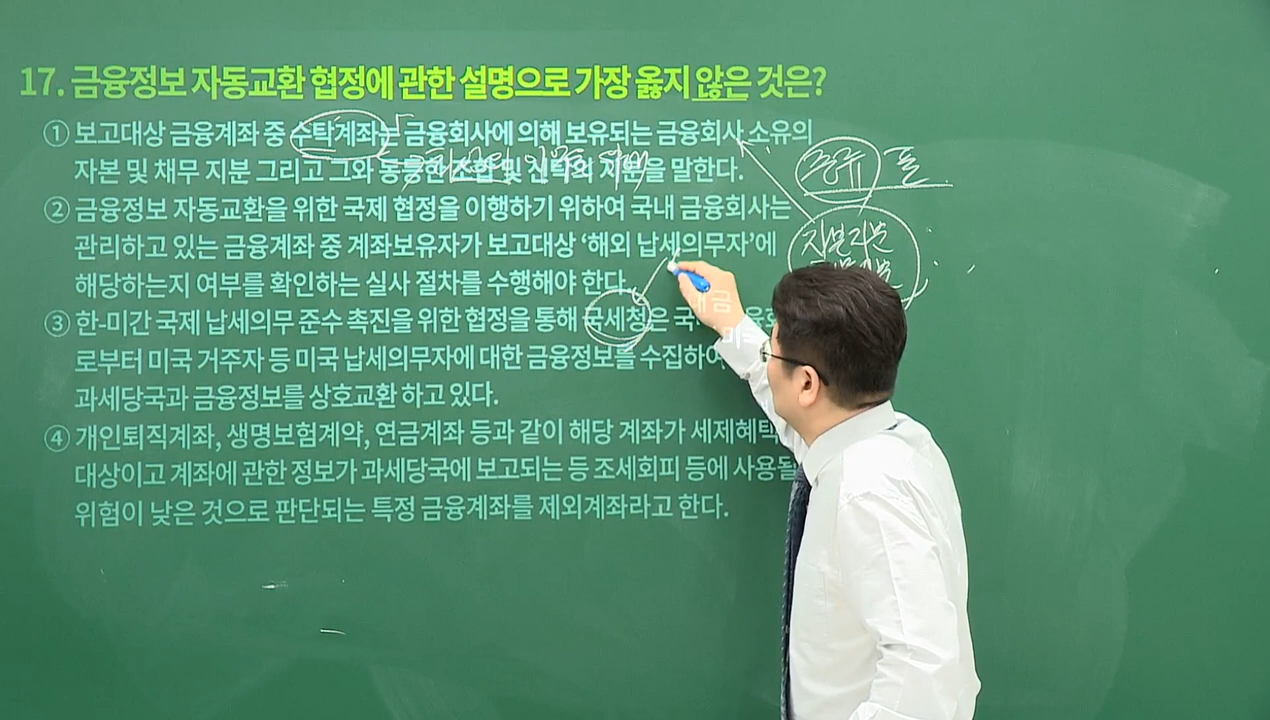 17. 금융정보 자동교환 협정에 관한 설명으로 가장 옳지 않은 것은?
① 보고대상 금융계좌 중 수탁계좌는 금융회사에 의해 보유되는 금융회사 소유의
자본 및 채무 지분 그리고 그와 동등한 조합 및 신탁의 지분을 말한다.
종류 들
자본지분
② 금융정보 자동교환을 위한 국제 협정을 이행하기 위하여 국내 금융회사는
관리하고 있는 금융계좌 중 계좌보유자가 보고대상 ‘해외 납세의무자’에
해당하는지 여부를 확인하는 실사 절차를 수행해야 한다.
③ 한-미간 국제 납세의무 준수 촉진을 위한 협정을 통해 국세청은
로부터 미국 거주자 등 미국 납세의무자에 대한 금융정보를 수집하여
과세당국과 금융정보를 상호교환 하고 있다.
④ 개인퇴직계좌, 생명보험계약, 연금계좌 등과 같이 해당 계좌가 세제혜택
대상이고 계좌에 관한 정보가 과세당국에 보고되는 등 조세회피 등에 사용될
위험이 낮은 것으로 판단되는 특정 금융계좌를 제외계좌라고 한다.